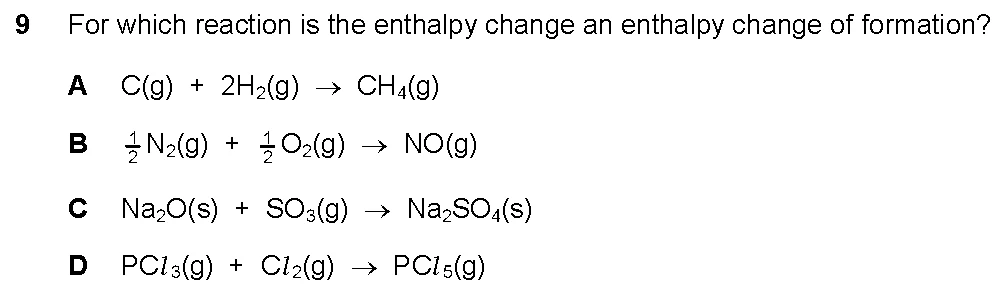 9 For which reaction is the enthalpy change an enthalpy change of formation?
A C(g) + 2H₂(g) → CH₄(g)
B ½N₂(g) + ½O₂(g) → NO(g)
C Na₂O(s) + SO₃(g) → Na₂SO₄(s)
D PCl₃(g) + Cl₂(g) → PCl₅(g)